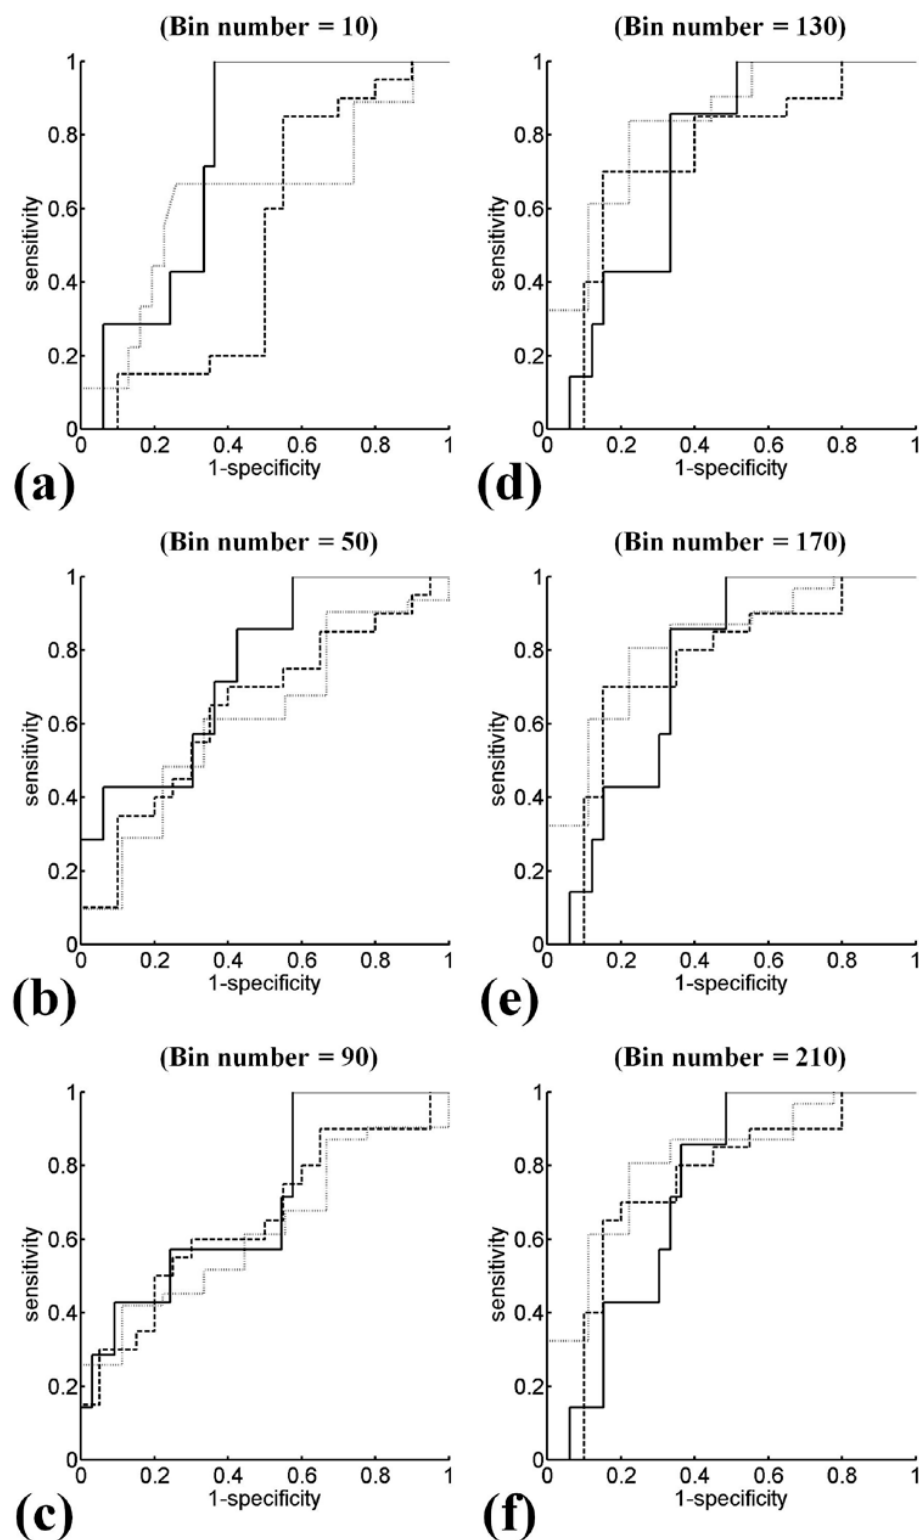 (Bin number = 10)
1
0.8
0.6
0.4
0.2
0
sensitivity
0 0.2 0.4 0.6 0.8 1
1-specificity
(a)
(Bin number = 130)
1
0.8
0.6
0.4
0.2
0
sensitivity
0 0.2 0.4 0.6 0.8 1
1-specificity
(d)
(Bin number = 50)
1
0.8
0.6
0.4
0.2
0
sensitivity
0 0.2 0.4 0.6 0.8 1
1-specificity
(b)
(Bin number = 170)
1
0.8
0.6
0.4
0.2
0
sensitivity
0 0.2 0.4 0.6 0.8 1
1-specificity
(e)
(Bin number = 90)
1
0.8
0.6
0.4
0.2
0
sensitivity
0 0.2 0.4 0.6 0.8 1
1-specificity
(c)
(Bin number = 210)
1
0.8
0.6
0.4
0.2
0
sensitivity
0 0.2 0.4 0.6 0.8 1
1-specificity
(f)